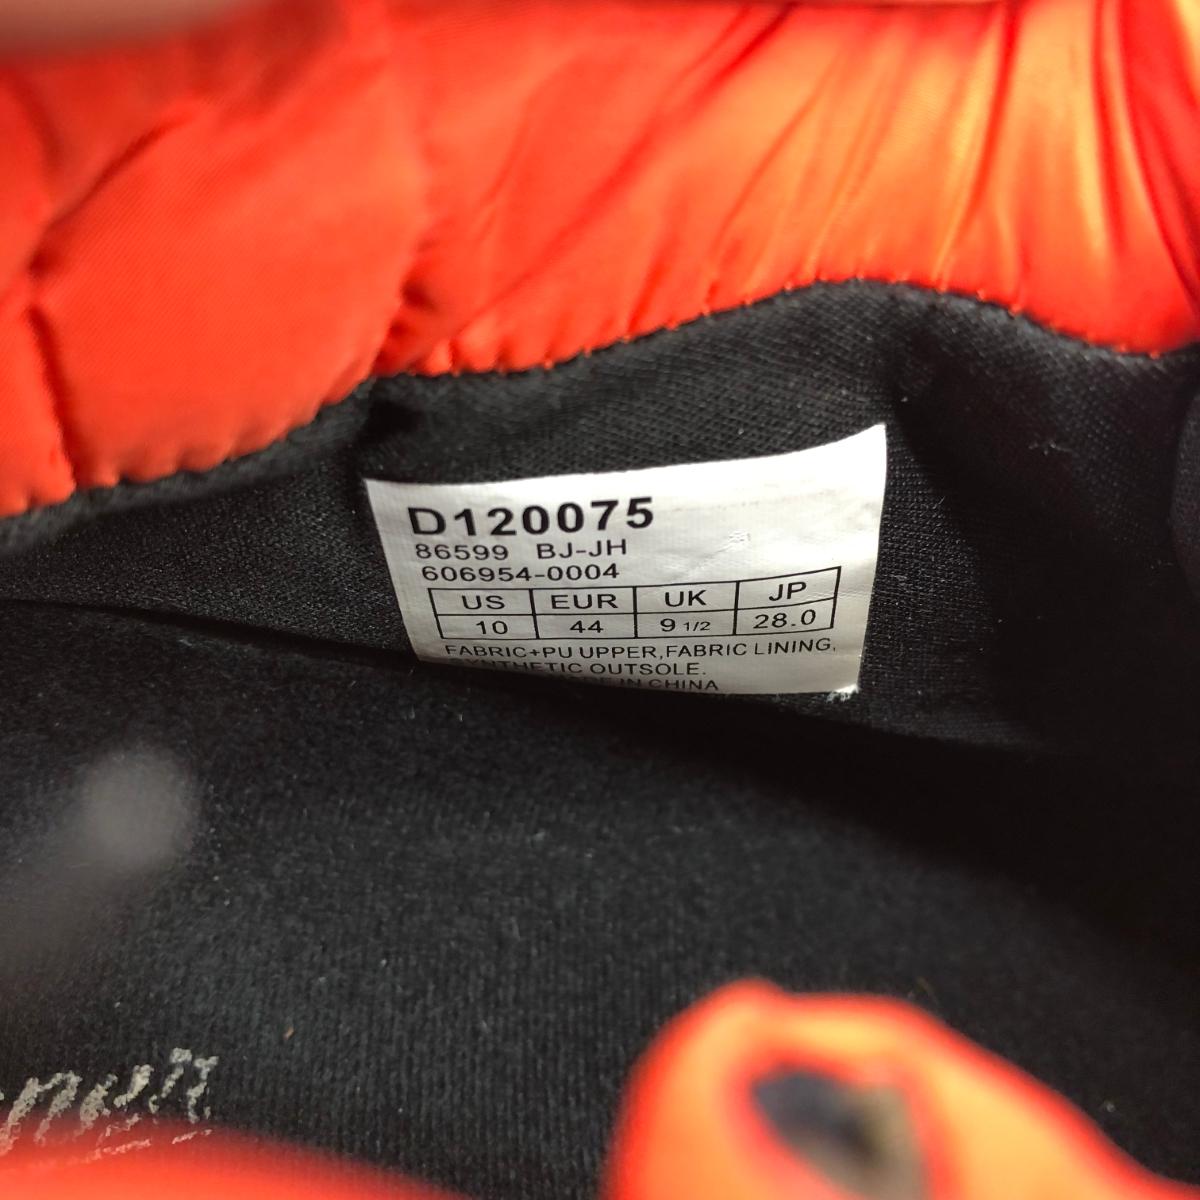 D120075
86599 BJ-JH
606954-0004
US EUR UK JP
10 44 9 1/2 28.0
FABRIC+PU UPPER,FABRIC LINING,
SYNTHETIC OUTSOLE.
IN CHINA